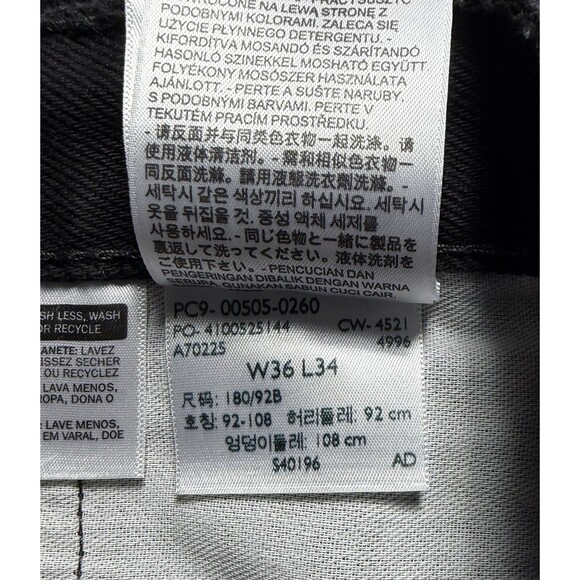 PODOBNYMI KOLORAMI. ZALECA SIĘ
UŻYCIE PŁYNNEGO DETERGENTU. -
KIFORDÍTVA MOSANDÓ ÉS SZÁRÍTANDÓ
HASONLÓ SZINEKKEL MOSHATÓ EGYÜTT.
FOLYÉKONY MOSÓSZER HASZNÁLATA
AJÁNLOTT. - PERTE A SUŠTE NARUBY,
S PODOBNÝMI BARVAMI. PERTE V
TEKUTÉM PRACÍM PROSTŘEDKU.
- 请反面并与同类色衣物一起洗涤。请
使用液体清洁剂。- 需和相似色衣物一
同反面洗滌。請用液態洗衣劑洗滌。 -
세탁시 같은 색상끼리 하십시요. 세탁시
옷을 뒤집을 것. 중성 액체 세제를
사용하세요. - 同じ色物と一緒に製品を
裏返して洗ってください。液体洗剤をご
使用下さい。 - PENCUCIAN DAN
PENGERINGAN DIBALIK DENGAN WARNA
SERUPA. GUNAKAN SABUN CUCI CAIR.
PC9- 00505-0260
PO- 4100525144 CW- 4521
A70225 4996
W36 L34
尺码: 180/92B
호칭: 92-108 허리둘레: 92 cm
엉덩이둘레: 108 cm
S40196 AD
SH LESS, WASH
OR RECYCLE
LANETE: LAVEZ
ISSEZ SECHER
OU RECYCLEZ
LAVA MENOS,
ROPA, DONA O
: LAVE MENOS,
EM VARAL, DOE